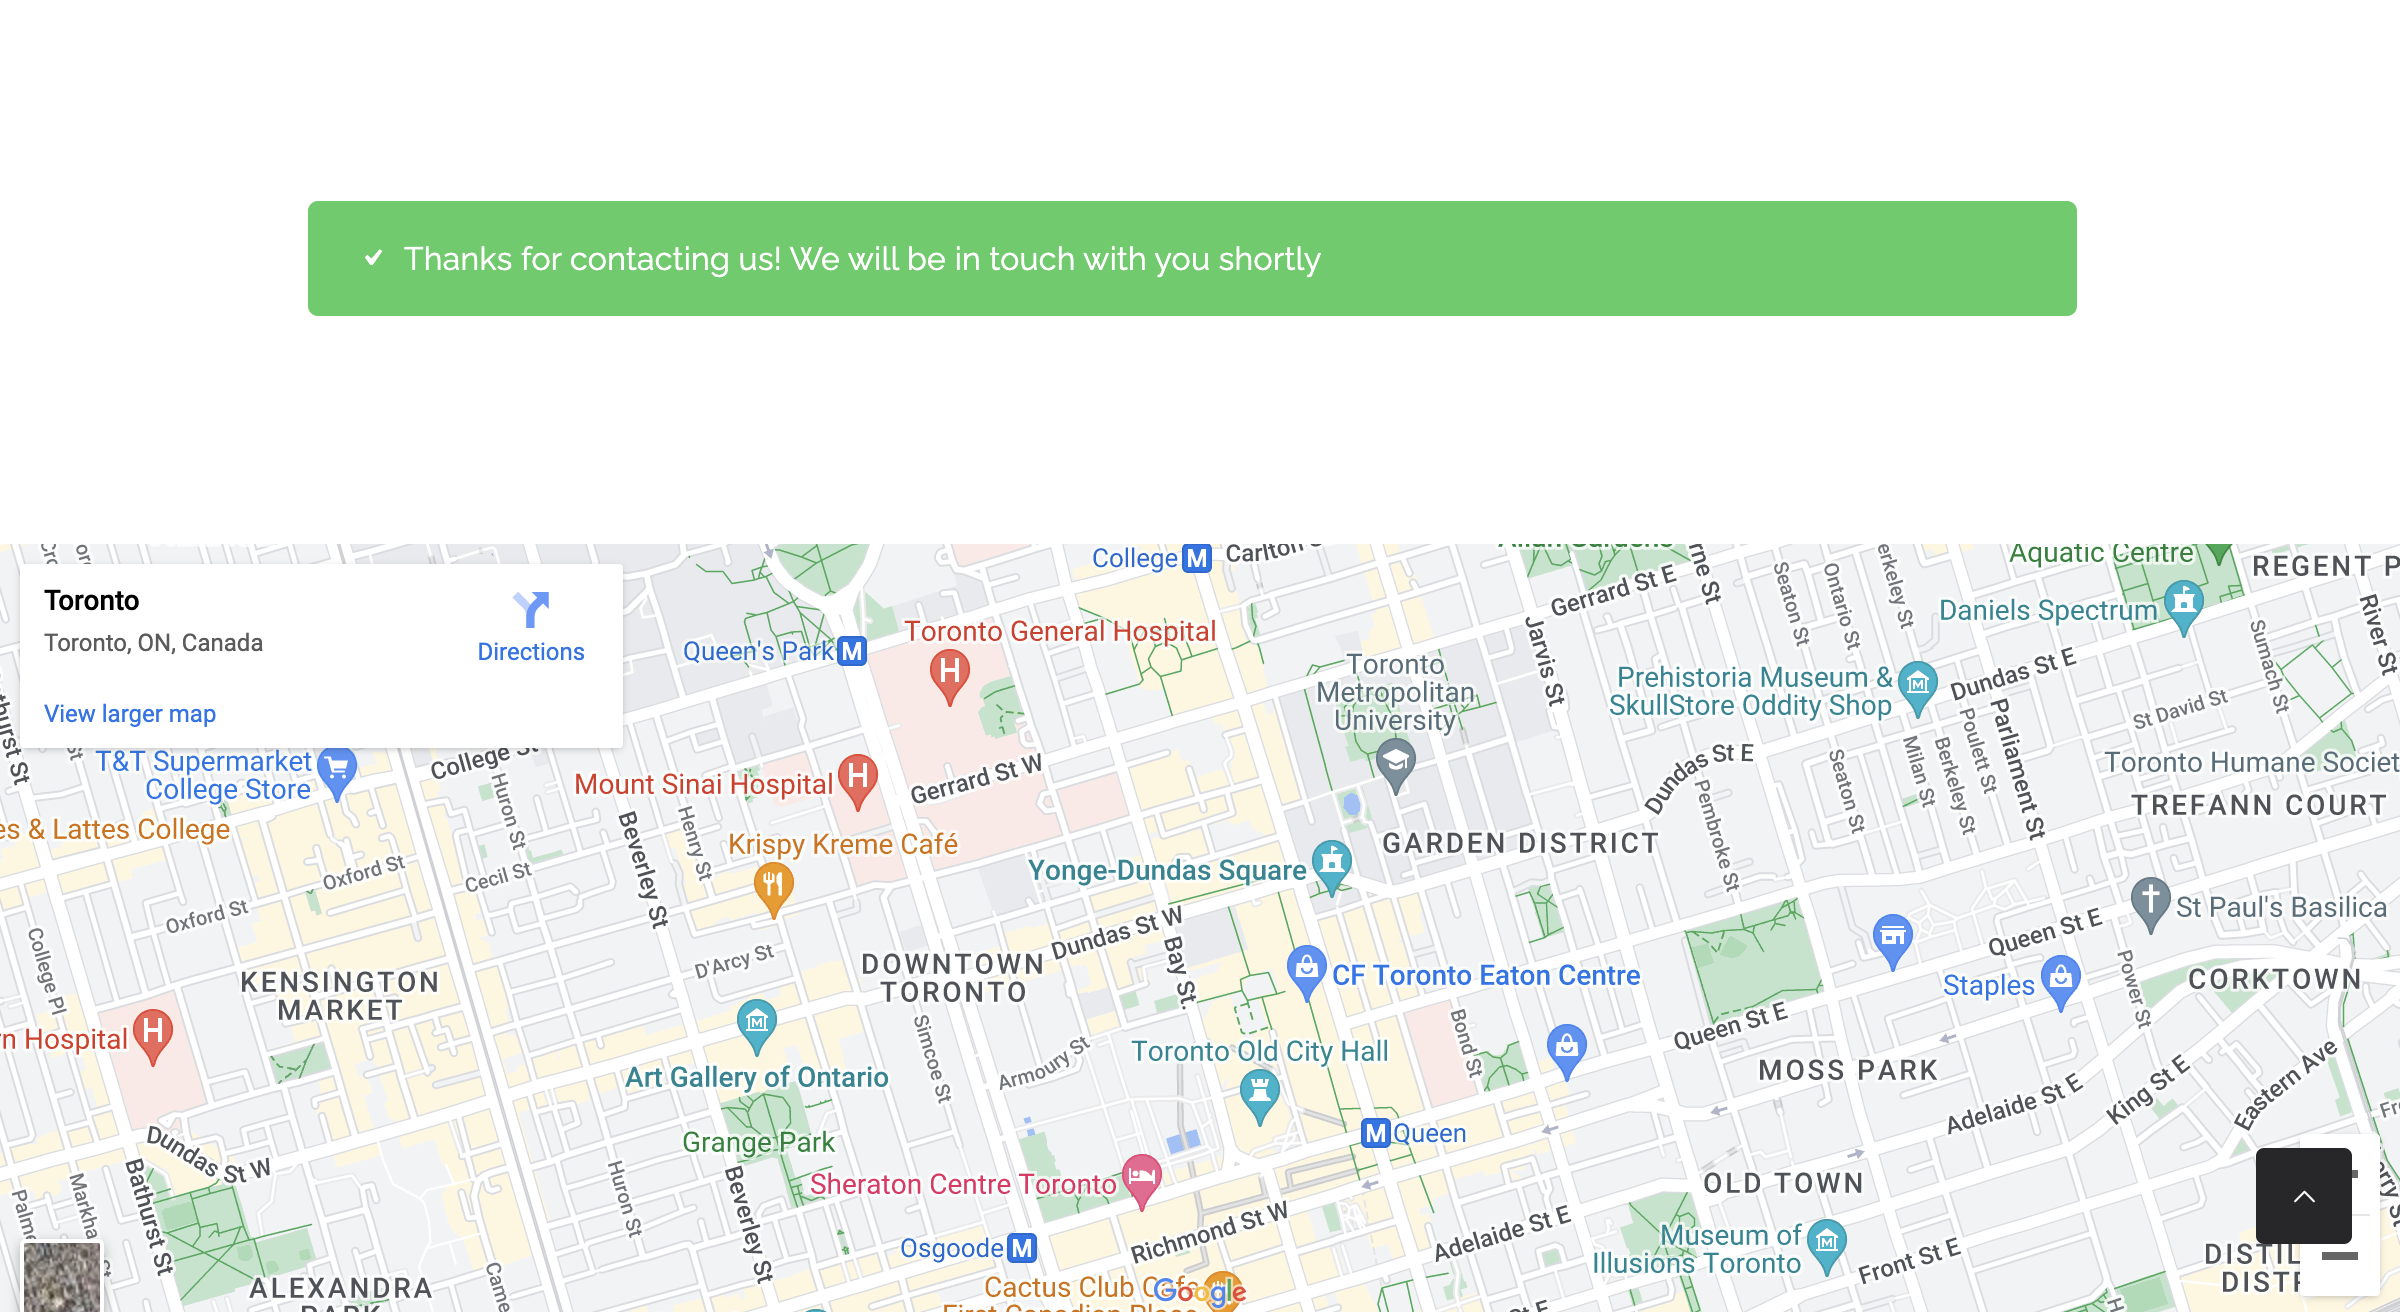 Thanks for contacting us! We will be in touch with you shortly
College
Carlton
Aquatic Centre
REGENT P
Toronto
Toronto, ON, Canada
Directions
View larger map
Queen's Park
Toronto General Hospital
Gerrard St E
Jarvis St
Seaton St
Ontario St
Daniels Spectrum
River St
Sumach St
Toronto
Metropolitan
University
Prehistoria Museum &
SkullStore Oddity Shop
Dundas St E
St David St
Parliament St
Poulett St
Milan St
Berkeley St
T&T Supermarket
College Store
College St
Huron St
Mount Sinai Hospital
Gerrard St W
Dundas St E
Seaton St
Pembroke St
Toronto Humane Societ
TREFANN COURT
es & Lattes College
Beverley St
Henry St
Krispy Kreme Café
GARDEN DISTRICT
Yonge-Dundas Square
Oxford St
Cecil St
Oxford St
College Pl
D'Arcy St
Dundas St W
Bay St.
Queen St E
St Paul's Basilica
KENSINGTON
MARKET
DOWNTOWN
TORONTO
CF Toronto Eaton Centre
Staples
Power St
CORKTOWN
n Hospital
Simcoe St
Armoury St
Toronto Old City Hall
Bond St
Queen St E
Art Gallery of Ontario
MOSS PARK
Adelaide St E
King St E
Eastern Ave
Grange Park
Queen
Dundas St W
Bathurst St
Huron St
Beverley St
Sheraton Centre Toronto
OLD TOWN
Osgoode
Richmond St W
Adelaide St E
Museum of
Illusions Toronto
Front St E
DISTIL
DISTR
ALEXANDRA
PARK
Cactus Club Cafe
First Canadian Place
Google